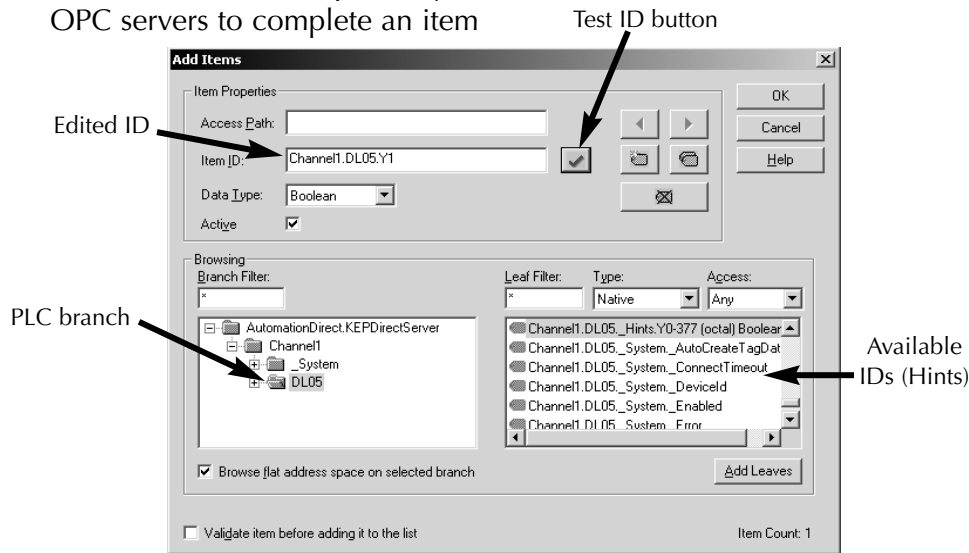 OPC servers to complete an item
Test ID button
Add Items
Item Properties
OK
Edited ID
Access Path:
Cancel
Item ID:
Channel1.DL05.Y1
Help
Data Type:
Boolean
Active
Browsing
Branch Filter:
Leaf Filter:
Type:
Access:
*
*
Native
Any
PLC branch
AutomationDirect.KEPDirectServer
Channel1
_System
DL05
Channel1.DL05._Hints.Y0-377 (octal) Boolear
Channel1.DL05._System._AutoCreateTagDat
Channel1.DL05._System._ConnectTimeout
Channel1.DL05._System._DeviceId
Channel1.DL05._System._Enabled
Channel1.DL05._System._Error
Available
IDs (Hints)
Browse flat address space on selected branch
Add Leaves
Validate item before adding it to the list
Item Count: 1